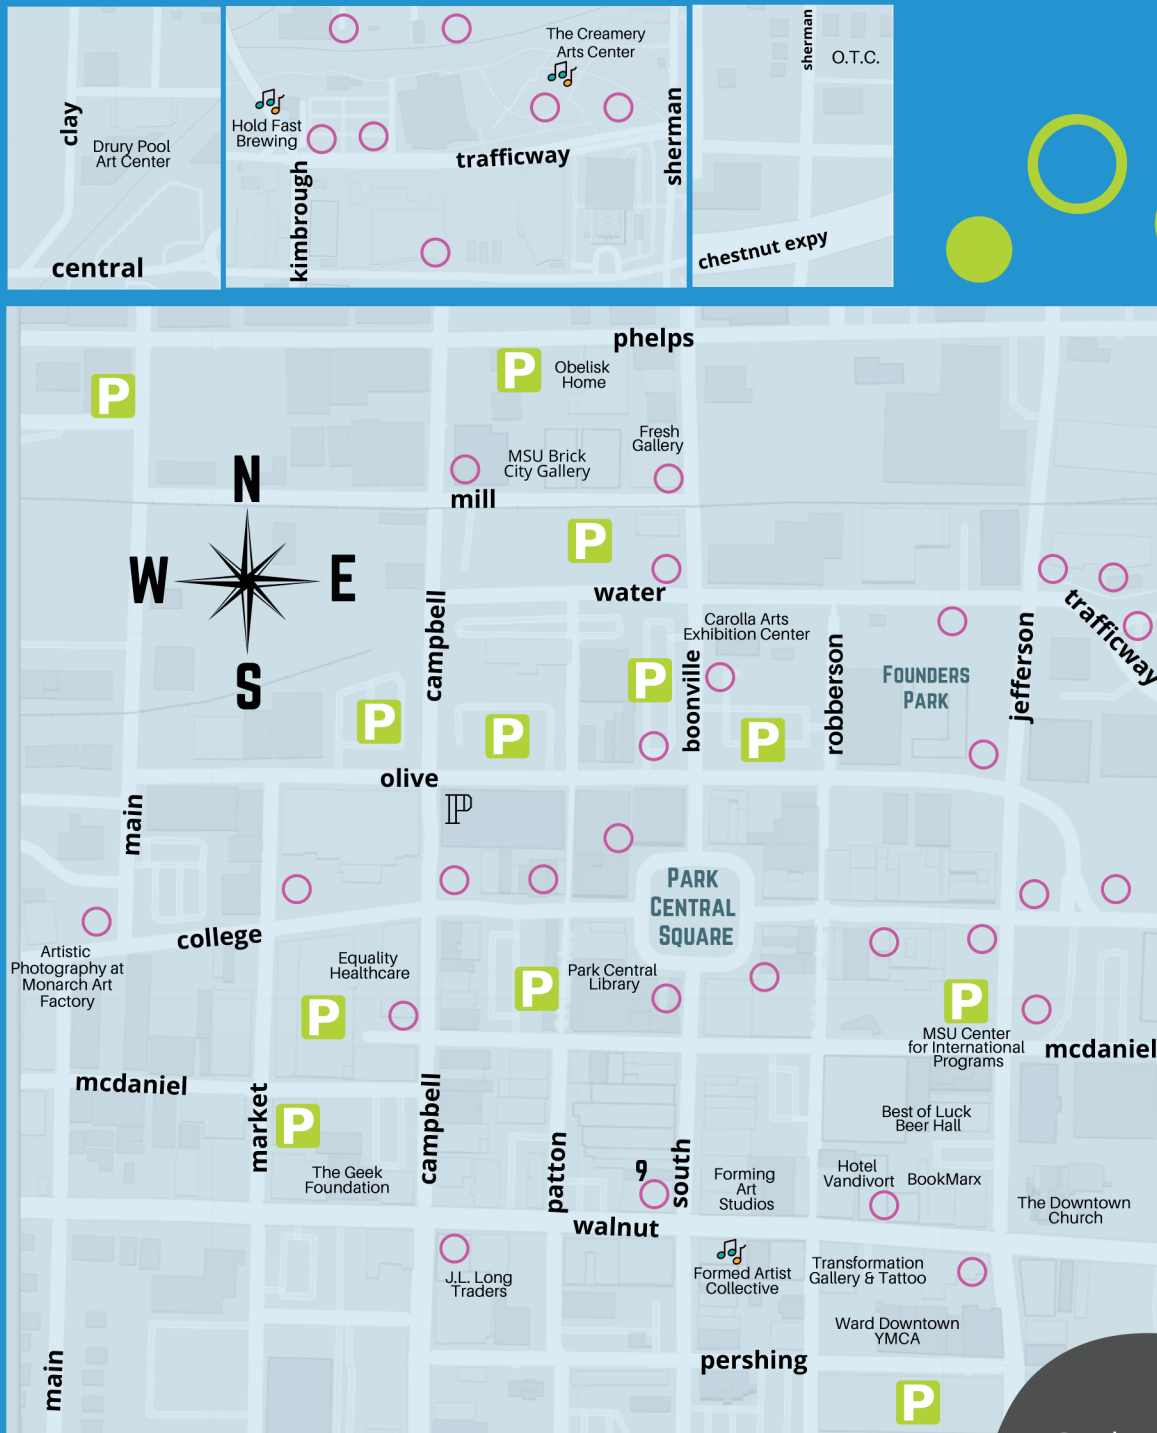 clay
Drury Pool
Art Center
central
The Creamery
Arts Center
Hold Fast
Brewing
trafficway
sherman
kimbrough
sherman
O.T.C.
chestnut expy
phelps
P
P
Obelisk
Home
Fresh
Gallery
MSU Brick
City Gallery
mill
N
W
E
S
P
water
campbell
Carolla Arts
Exhibition Center
boonville
robberson
Founders
Park
jefferson
trafficway
P
P
P
P
olive
P
main
Park
Central
Square
college
Artistic
Photography at
Monarch Art
Factory
Equality
Healthcare
P
P
Park Central
Library
P
MSU Center
for International
Programs
mcdaniel
mcdaniel
market
P
The Geek
Foundation
campbell
patton
9
south
Forming
Art
Studios
Best of Luck
Beer Hall
Hotel
Vandivort
BookMarx
The Downtown
Church
walnut
J.L. Long
Traders
Formed Artist
Collective
Transformation
Gallery & Tattoo
Ward Downtown
YMCA
pershing
main
P